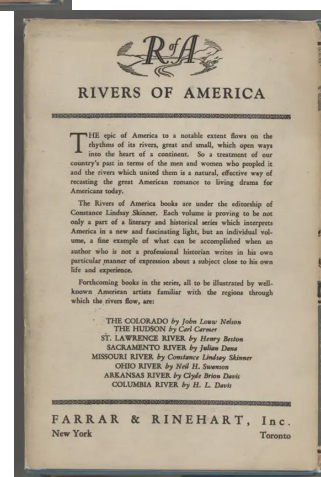 R of A
RIVERS OF AMERICA
THE epic of America to a notable extent flows on the
rhythms of its rivers, great and small, which open ways
into the heart of a continent. So a treatment of our
country's past in terms of the men and women who peopled it
and the rivers which united them is a natural, effective way of
recasting the great American romance to living drama for
Americans today.
The Rivers of America books are under the editorship of
Constance Lindsay Skinner. Each volume is proving to be not
only a part of a literary and historical series which interprets
America in a new and fascinating light, but an individual vol-
ume, a fine example of what can be accomplished when an
author who is not a professional historian writes in his own
particular manner of expression about a subject close to his own
life and experience.
Forthcoming books in the series, all to be illustrated by well-
known American artists familiar with the regions through
which the rivers flow, are:
THE COLORADO by John Louw Nelson
THE HUDSON by Carl Carmer
ST. LAWRENCE RIVER by Henry Beston
SACRAMENTO RIVER by Julian Dana
MISSOURI RIVER by Constance Lindsay Skinner
OHIO RIVER by Neil H. Swanson
ARKANSAS RIVER by Clyde Brion Davis
COLUMBIA RIVER by H. L. Davis
FARRAR & RINEHART, Inc.
New York Toronto